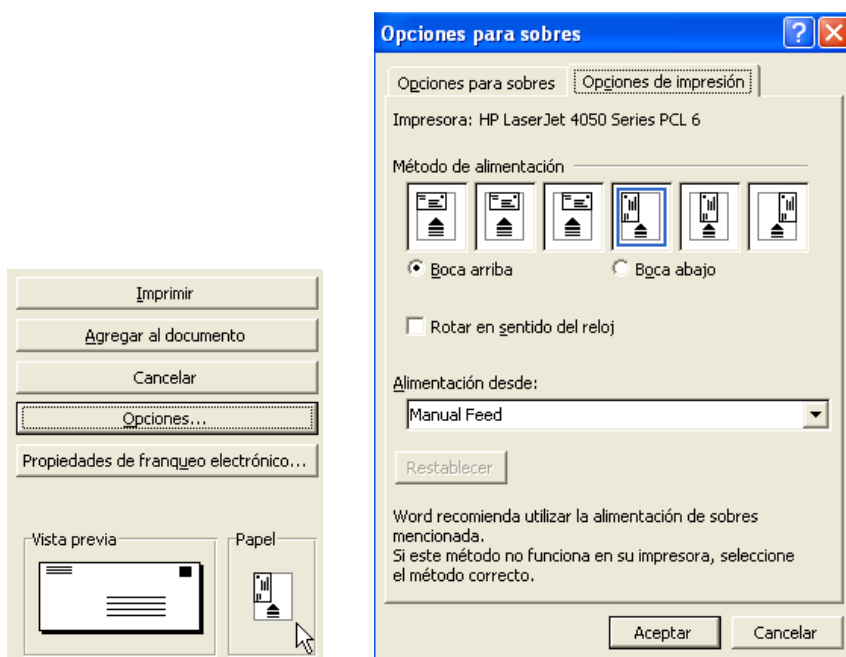 Imprimir
Agregar al documento
Cancelar
Opciones...
Propiedades de franqueo electrónico...
Vista previa
Papel
Opciones para sobres
Opciones para sobres
Opciones de impresión
Impresora: HP LaserJet 4050 Series PCL 6
Método de alimentación
Boca arriba
Boca abajo
Rotar en sentido del reloj
Alimentación desde:
Manual Feed
Restablecer
Word recomienda utilizar la alimentación de sobres
mencionada.
Si este método no funciona en su impresora, seleccione
el método correcto.
Aceptar
Cancelar